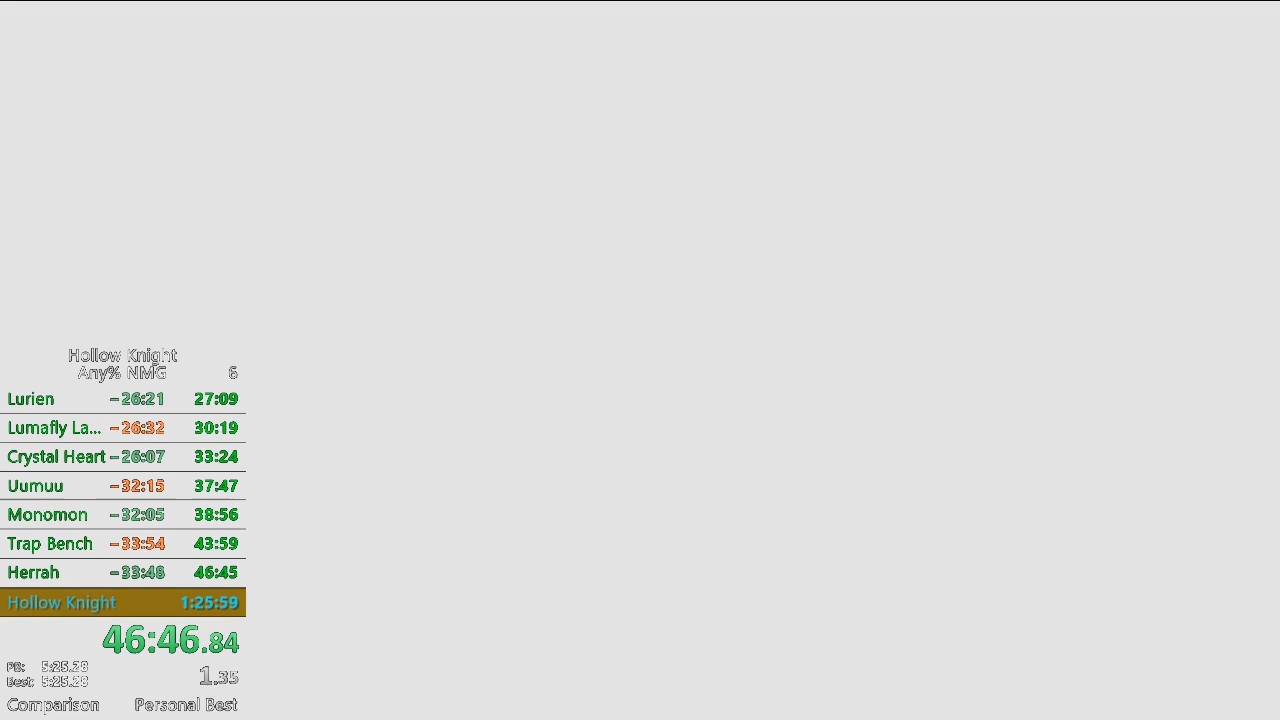 Hollow Knight
Any% NMG 6
Lurien -26:21 27:09
Lumafly La... -26:32 30:19
Crystal Heart -26:07 33:24
Uumuu -32:15 37:47
Monomon -32:05 38:56
Trap Bench -33:54 43:59
Herrah -33:48 46:45
Hollow Knight 1:25:59
46:46.84
PB: 5:25.28 1.35
Best: 5:25.28
Comparison Personal Best